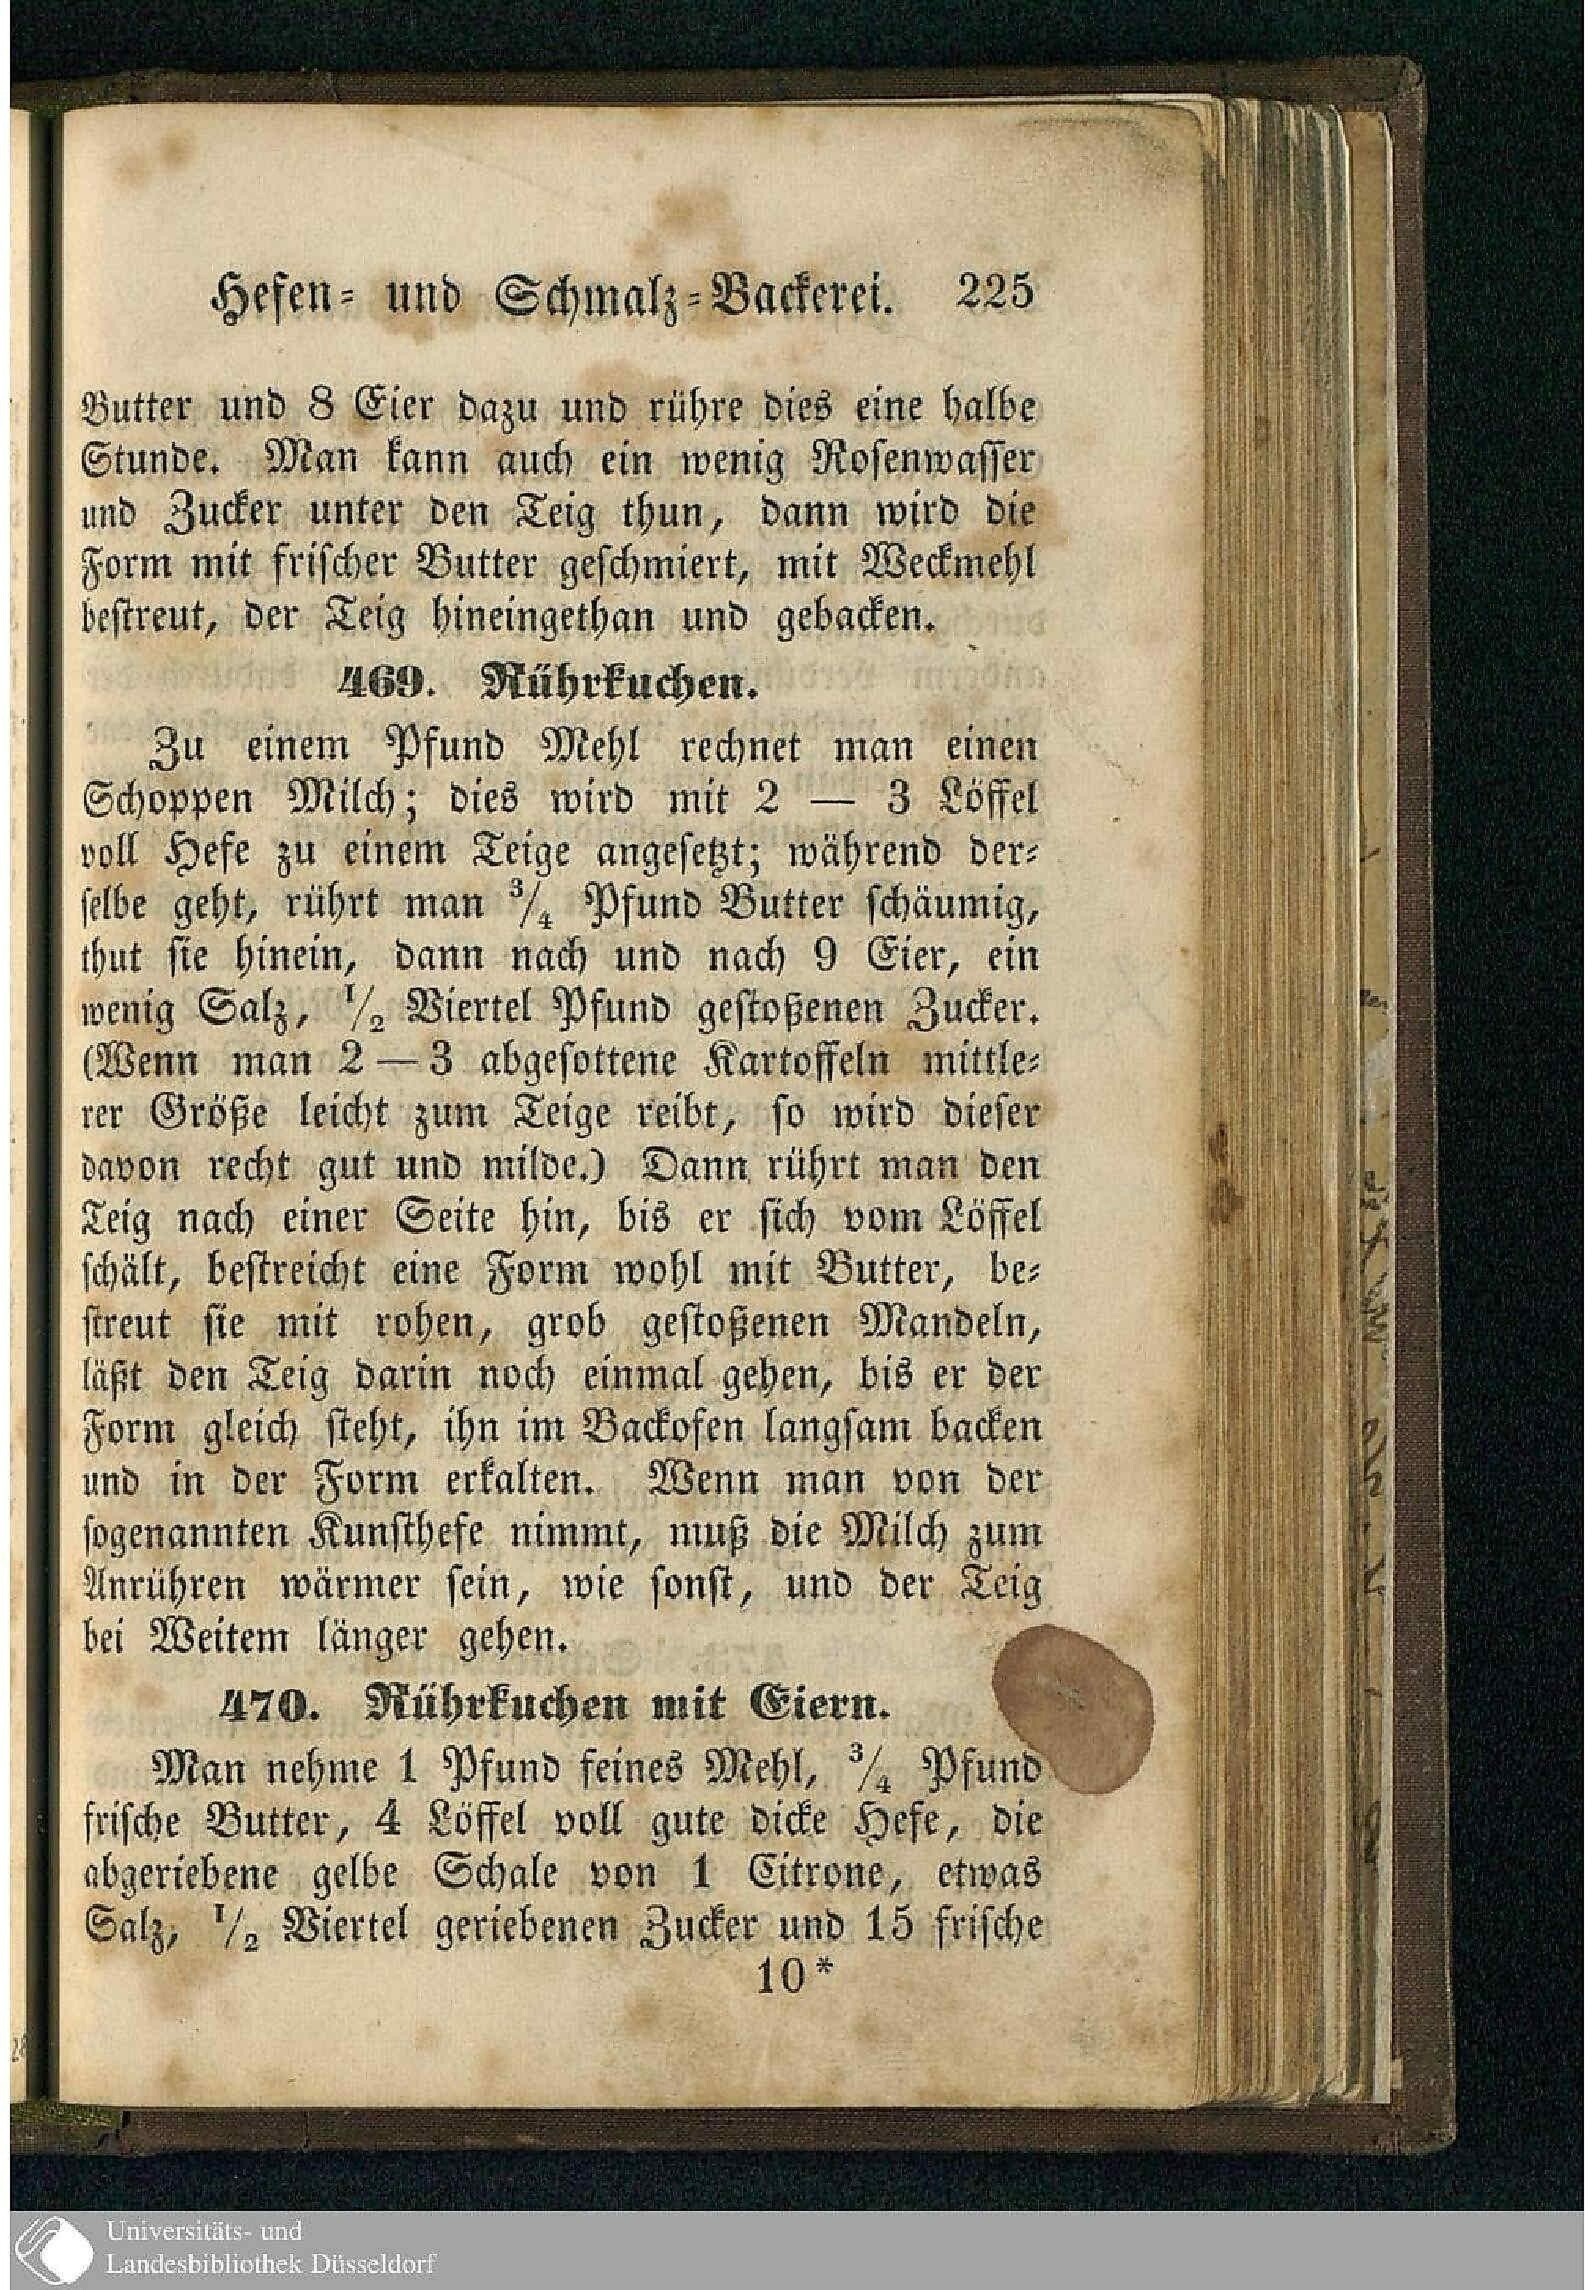 Hefen- und Schmalz-Backerei. 225
Butter und 8 Eier dazu und rühre dies eine halbe
Stunde. Man kann auch ein wenig Rosenwasser
und Zucker unter den Teig thun, dann wird die
Form mit frischer Butter geschmiert, mit Weckmehl
bestreut, der Teig hineingethan und gebacken.
469. Rührkuchen.
Zu einem Pfund Mehl rechnet man einen
Schoppen Milch; dies wird mit 2 — 3 Löffel
voll Hefe zu einem Teige angesetzt; während der-
selbe geht, rührt man 3/4 Pfund Butter schäumig,
thut sie hinein, dann nach und nach 9 Eier, ein
wenig Salz, 1/2 Viertel Pfund gestoßenen Zucker.
(Wenn man 2 — 3 abgesottene Kartoffeln mittle-
rer Größe leicht zum Teige reibt, so wird dieser
davon recht gut und milde.) Dann rührt man den
Teig nach einer Seite hin, bis er sich vom Löffel
schält, bestreicht eine Form wohl mit Butter, be-
streut sie mit rohen, grob gestoßenen Mandeln,
läßt den Teig darin noch einmal gehen, bis er der
Form gleich steht, ihn im Backofen langsam backen
und in der Form erkalten. Wenn man von der
sogenannten Kunsthefe nimmt, muß die Milch zum
Anrühren wärmer sein, wie sonst, und der Teig
bei Weitem länger gehen.
470. Rührkuchen mit Eiern.
Man nehme 1 Pfund feines Mehl, 3/4 Pfund
frische Butter, 4 Löffel voll gute dicke Hefe, die
abgeriebene gelbe Schale von 1 Citrone, etwas
Salz, 1/2 Viertel geriebenen Zucker und 15 frische
10*
Universitäts- und
Landesbibliothek Düsseldorf